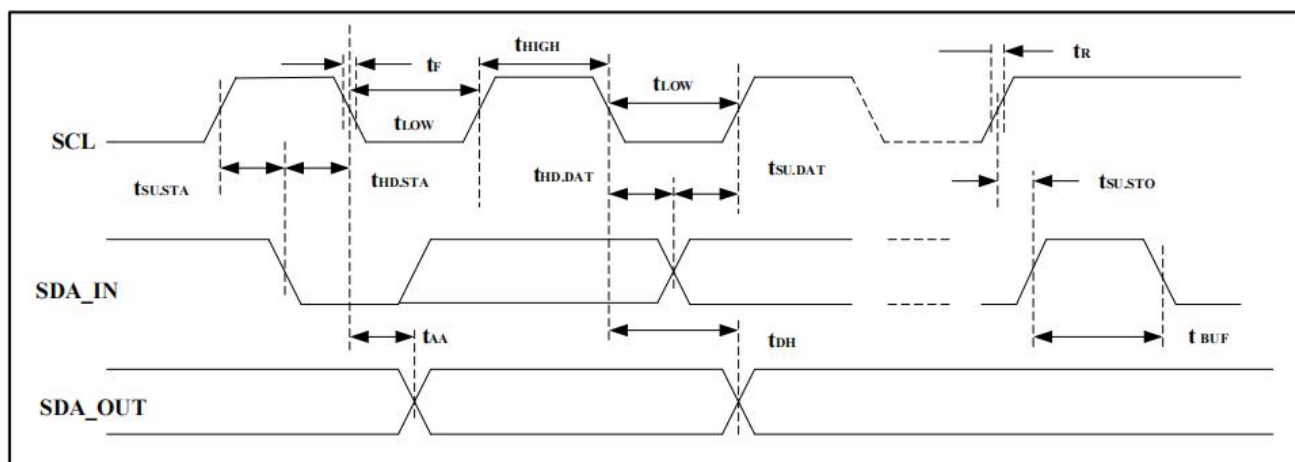 tHIGH
tF
tR
tLOW
tLOW
SCL
tSU.STA
tHD.STA
tHD.DAT
tSU.DAT
tSU.STO
SDA_IN
tAA
tDH
tBUF
SDA_OUT